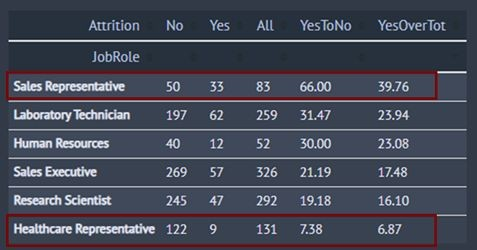 Attrition No Yes All YesToNo YesOverTot
JobRole
Sales Representative 50 33 83 66.00 39.76
Laboratory Technician 197 62 259 31.47 23.94
Human Resources 40 12 52 30.00 23.08
Sales Executive 269 57 326 21.19 17.48
Research Scientist 245 47 292 19.18 16.10
Healthcare Representative 122 9 131 7.38 6.87